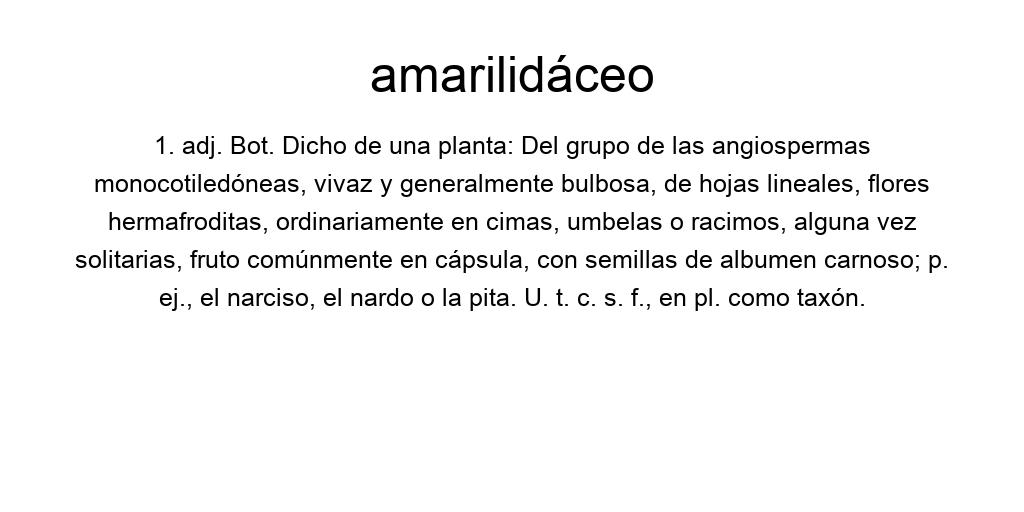 amarilidáceo
1. adj. Bot. Dicho de una planta: Del grupo de las angiospermas
monocotiledóneas, vivaz y generalmente bulbosa, de hojas lineales, flores
hermafroditas, ordinariamente en cimas, umbelas o racimos, alguna vez
solitarias, fruto comúnmente en cápsula, con semillas de albumen carnoso; p.
ej., el narciso, el nardo o la pita. U. t. c. s. f., en pl. como taxón.